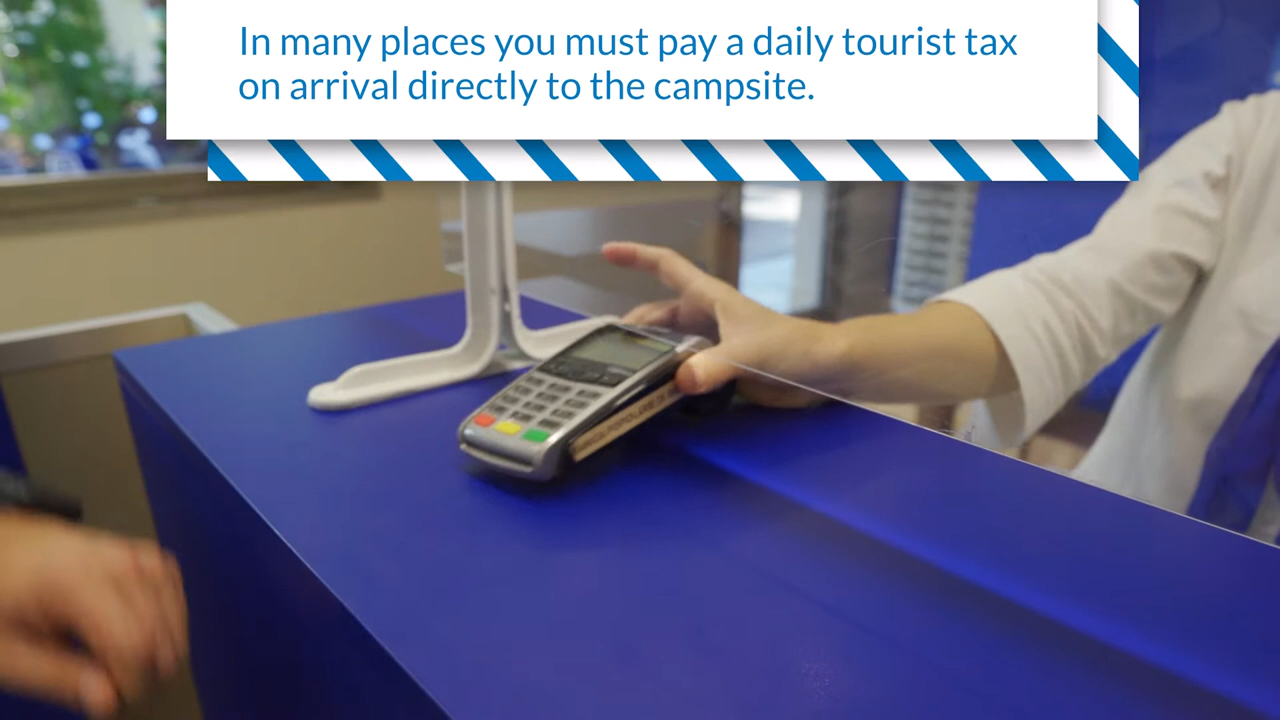 In many places you must pay a daily tourist tax
on arrival directly to the campsite.